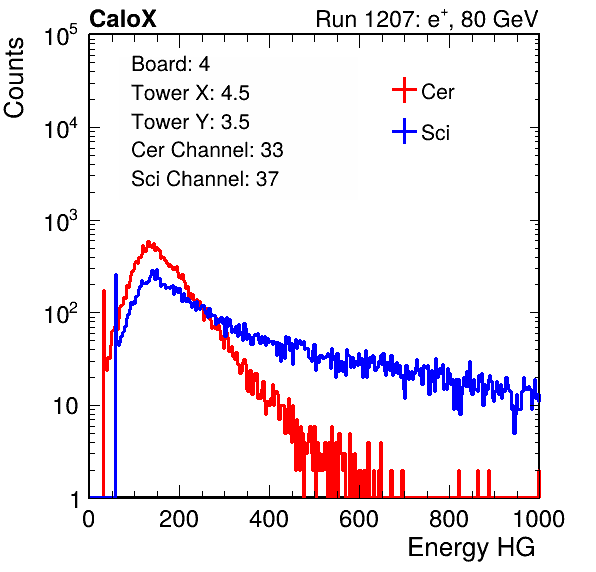 CaloX Run 1207: e+, 80 GeV
Counts
10^5
10^4
10^3
10^2
10
1
Board: 4
Tower X: 4.5
Tower Y: 3.5
Cer Channel: 33
Sci Channel: 37
Cer
Sci
0 200 400 600 800 1000
Energy HG